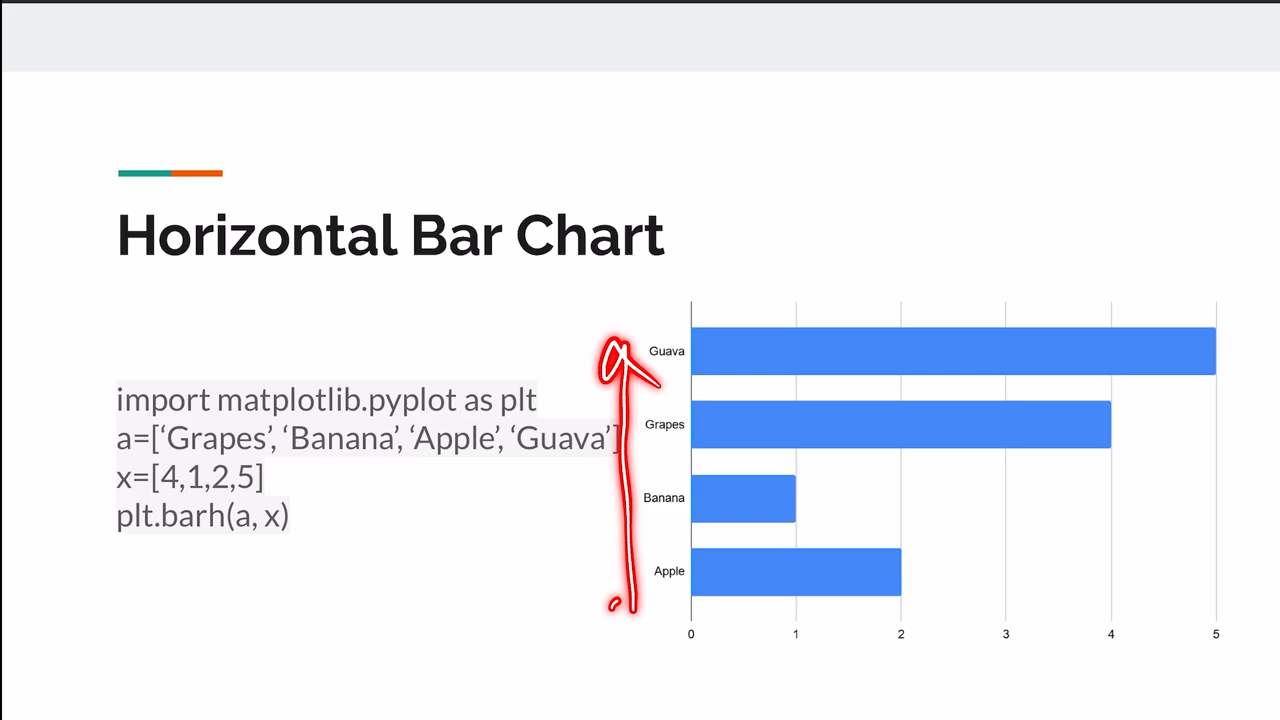 Horizontal Bar Chart
import matplotlib.pyplot as plt
a=[‘Grapes’, ‘Banana’, ‘Apple’, ‘Guava’]
x=[4,1,2,5]
plt.barh(a, x)
Guava
Grapes
Banana
Apple
0 1 2 3 4 5